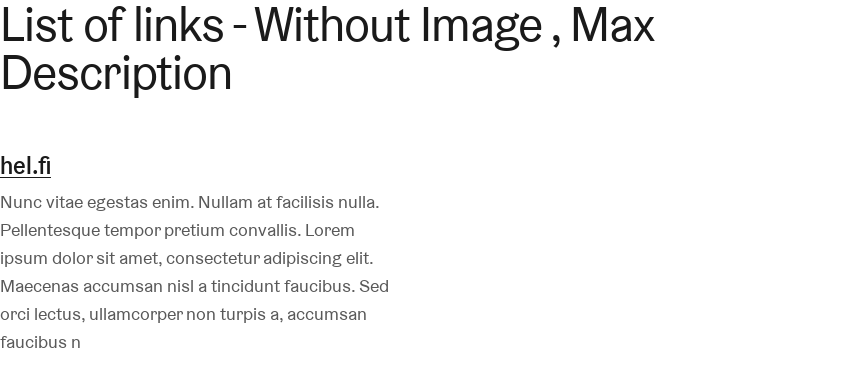 List of links - Without Image , Max
Description
hel.fi
Nunc vitae egestas enim. Nullam at facilisis nulla.
Pellentesque tempor pretium convallis. Lorem
ipsum dolor sit amet, consectetur adipiscing elit.
Maecenas accumsan nisl a tincidunt faucibus. Sed
orci lectus, ullamcorper non turpis a, accumsan
faucibus n